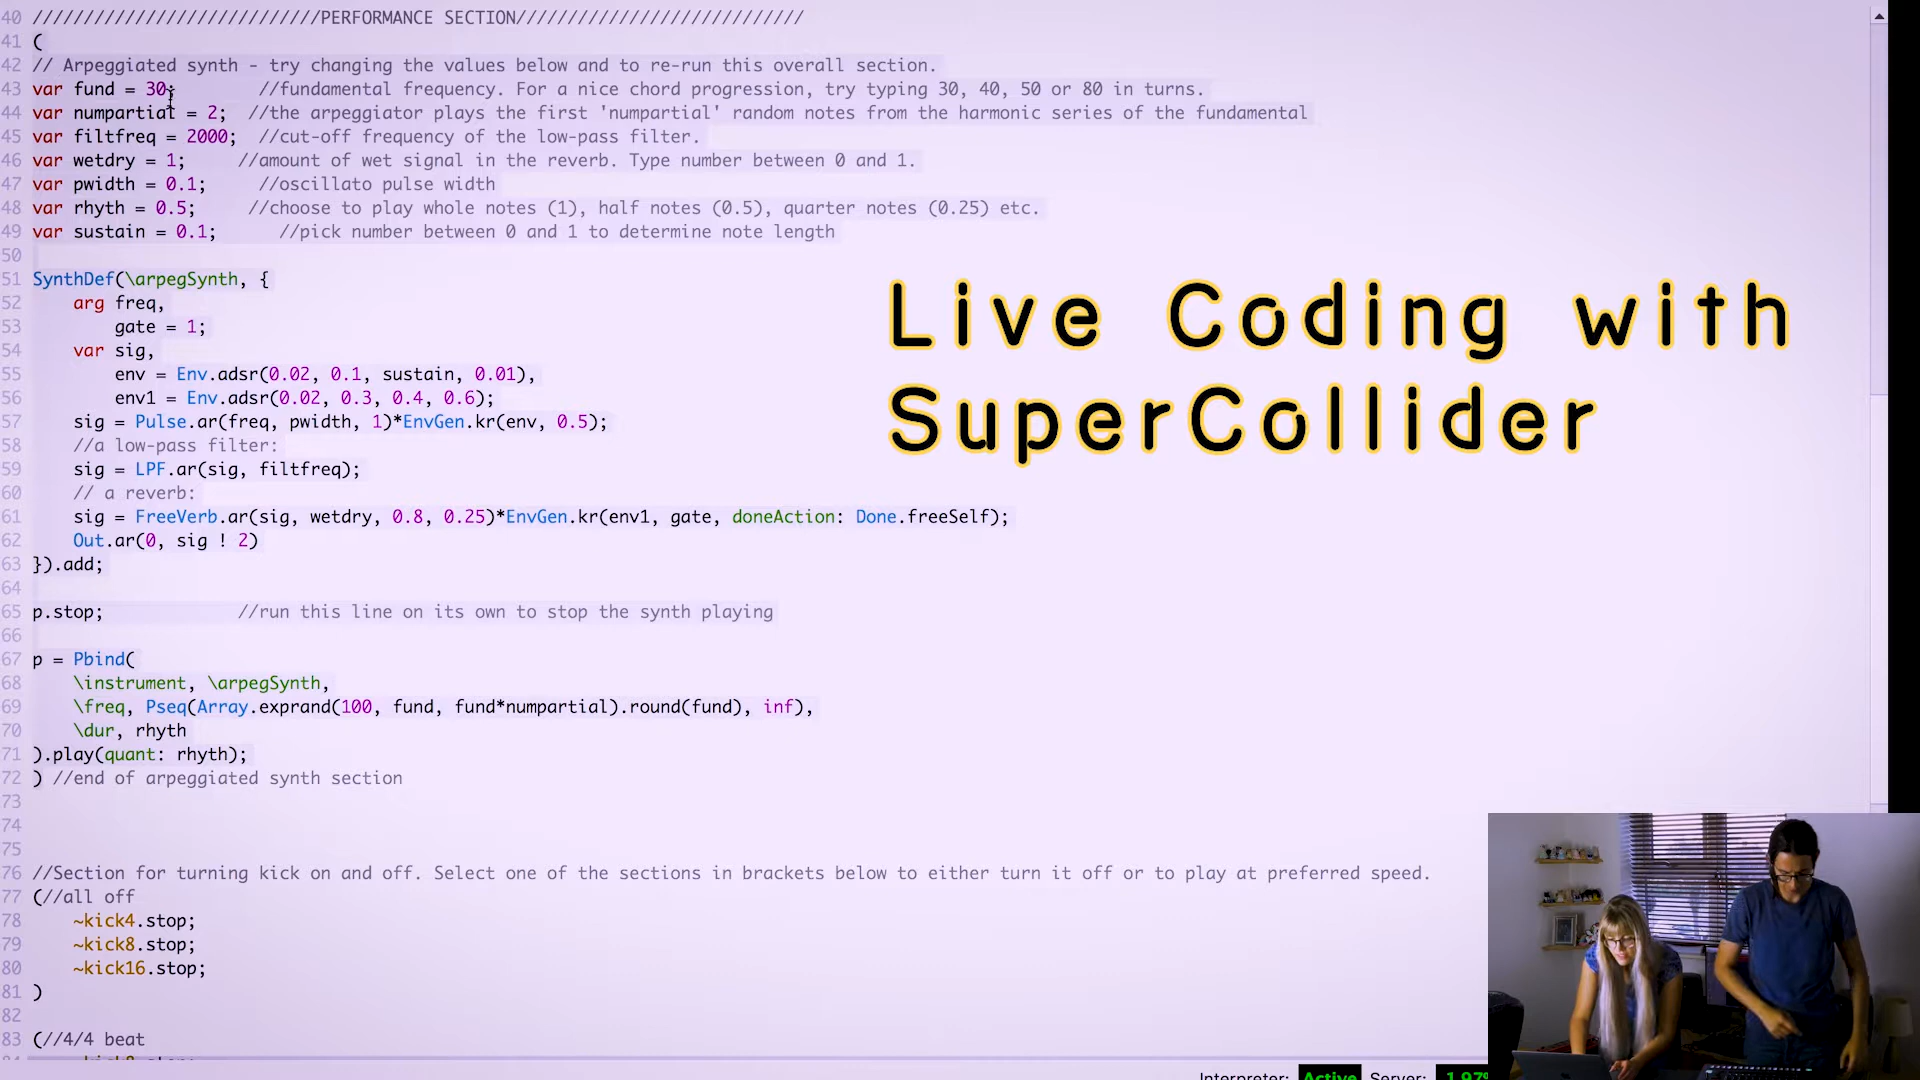 40 ////////////////////////////PERFORMANCE SECTION////////////////////////////
41 (
42 // Arpeggiated synth - try changing the values below and to re-run this overall section.
43 var fund = 30; //fundamental frequency. For a nice chord progression, try typing 30, 40, 50 or 80 in turns.
44 var numpartial = 2; //the arpeggiator plays the first 'numpartial' random notes from the harmonic series of the fundamental
45 var filtfreq = 2000; //cut-off frequency of the low-pass filter.
46 var wetdry = 1; //amount of wet signal in the reverb. Type number between 0 and 1.
47 var pwidth = 0.1; //oscillato pulse width
48 var rhyth = 0.5; //choose to play whole notes (1), half notes (0.5), quarter notes (0.25) etc.
49 var sustain = 0.1; //pick number between 0 and 1 to determine note length
50
51 SynthDef(\arpegSynth, {
52 arg freq,
53 gate = 1;
54 var sig,
55 env = Env.adsr(0.02, 0.1, sustain, 0.01),
56 env1 = Env.adsr(0.02, 0.3, 0.4, 0.6);
57 sig = Pulse.ar(freq, pwidth, 1)*EnvGen.kr(env, 0.5);
58 //a low-pass filter:
59 sig = LPF.ar(sig, filtfreq);
60 // a reverb:
61 sig = FreeVerb.ar(sig, wetdry, 0.8, 0.25)*EnvGen.kr(env1, gate, doneAction: Done.freeSelf);
62 Out.ar(0, sig ! 2)
63 }).add;
64
65 p.stop; //run this line on its own to stop the synth playing
66
67 p = Pbind(
68 \instrument, \arpegSynth,
69 \freq, Pseq(Array.exprand(100, fund, fund*numpartial).round(fund), inf),
70 \dur, rhyth
71 ).play(quant: rhyth);
72 ) //end of arpeggiated synth section
73
74
75
76 //Section for turning kick on and off. Select one of the sections in brackets below to either turn it off or to play at preferred speed.
77 (//all off
78 ~kick4.stop;
79 ~kick8.stop;
80 ~kick16.stop;
81 )
82
83 (//4/4 beat
Live Coding with
SuperCollider
Interpreter: Active Server: 1.97%